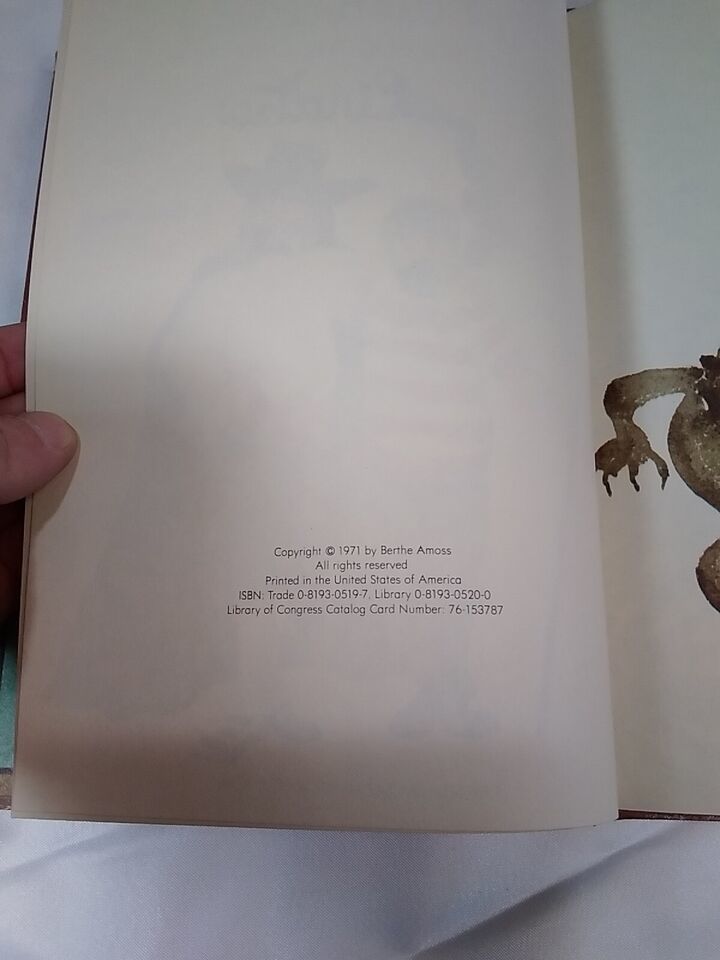 Copyright © 1971 by Berthe Amoss
All rights reserved
Printed in the United States of America
ISBN: Trade 0-8193-0519-7, Library 0-8193-0520-0
Library of Congress Catalog Card Number: 76-153787